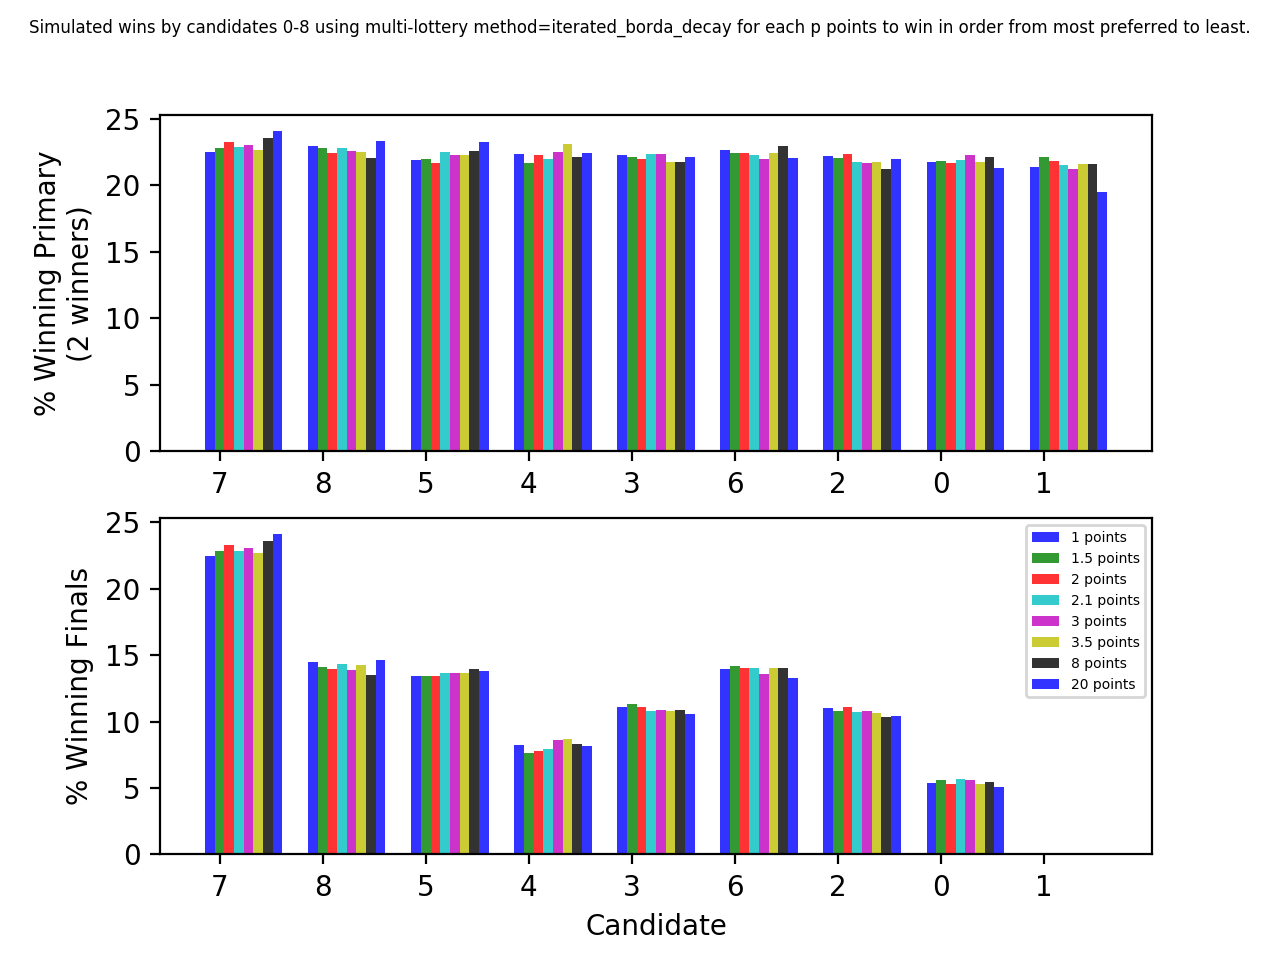 Simulated wins by candidates 0-8 using multi-lottery method=iterated_borda_decay for each p points to win in order from most preferred to least.
% Winning Primary
(2 winners)
25
20
15
10
5
0
7 8 5 4 3 6 2 0 1
% Winning Finals
25
20
15
10
5
0
1 points
1.5 points
2 points
2.1 points
3 points
3.5 points
8 points
20 points
7 8 5 4 3 6 2 0 1
Candidate